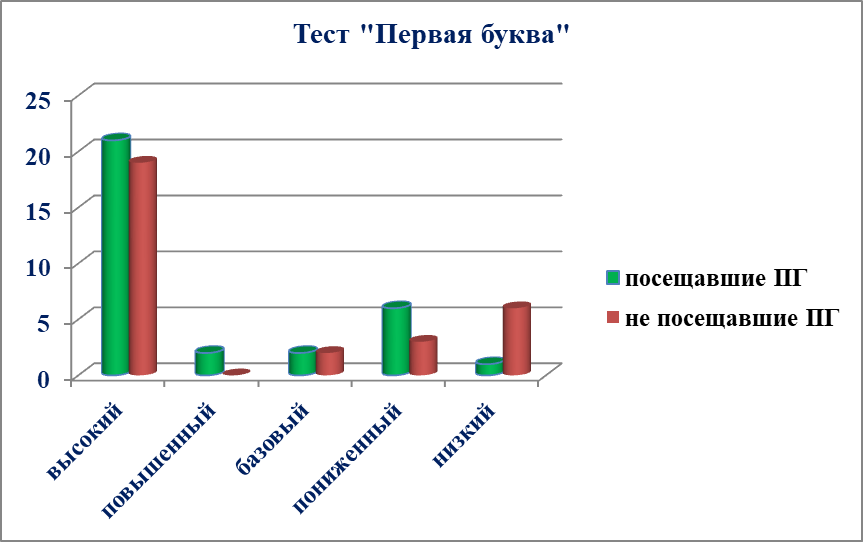 Тест "Первая буква"
25
20
15
10
5
0
высокий
повышенный
базовый
пониженный
низкий
посещавшие ПГ
не посещавшие ПГ